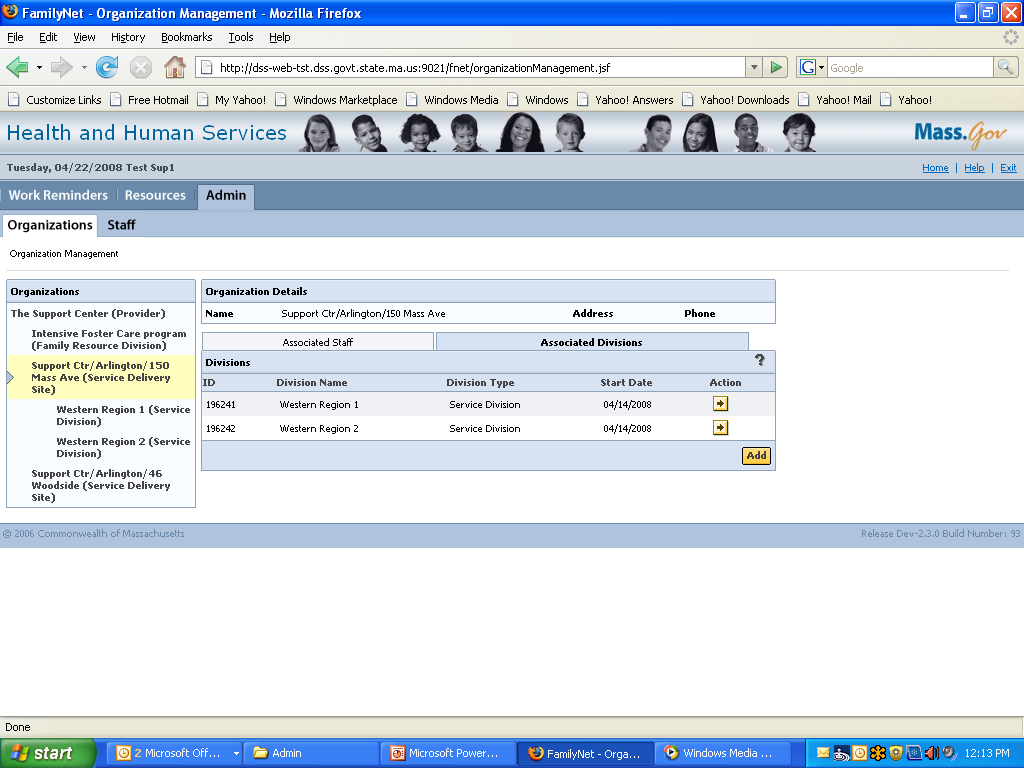 FamilyNet - Organization Management - Mozilla Firefox
File Edit View History Bookmarks Tools Help
http://dss-web-tst.dss.govt.state.ma.us:9021/fnet/organizationManagement.jsf
G Google
Customize Links Free Hotmail My Yahoo! Windows Marketplace Windows Media Windows Yahoo! Answers Yahoo! Downloads Yahoo! Mail Yahoo!
Health and Human Services
Mass.Gov
Tuesday, 04/22/2008 Test Sup1
Home | Help | Exit
Work Reminders Resources Admin
Organizations Staff
Organization Management
Organizations
The Support Center (Provider)
Intensive Foster Care program
(Family Resource Division)
Support Ctr/Arlington/150
Mass Ave (Service Delivery
Site)
Western Region 1 (Service
Division)
Western Region 2 (Service
Division)
Support Ctr/Arlington/46
Woodside (Service Delivery
Site)
Organization Details
Name Support Ctr/Arlington/150 Mass Ave Address Phone
Associated Staff Associated Divisions
Divisions ?
ID Division Name Division Type Start Date Action
196241 Western Region 1 Service Division 04/14/2008
196242 Western Region 2 Service Division 04/14/2008
Add
© 2006 Commonwealth of Massachusetts
Release Dev-2.3.0 Build Number: 93
Done
start 2 Microsoft Off... Admin Microsoft Power... FamilyNet - Orga... Windows Media ... 12:13 PM